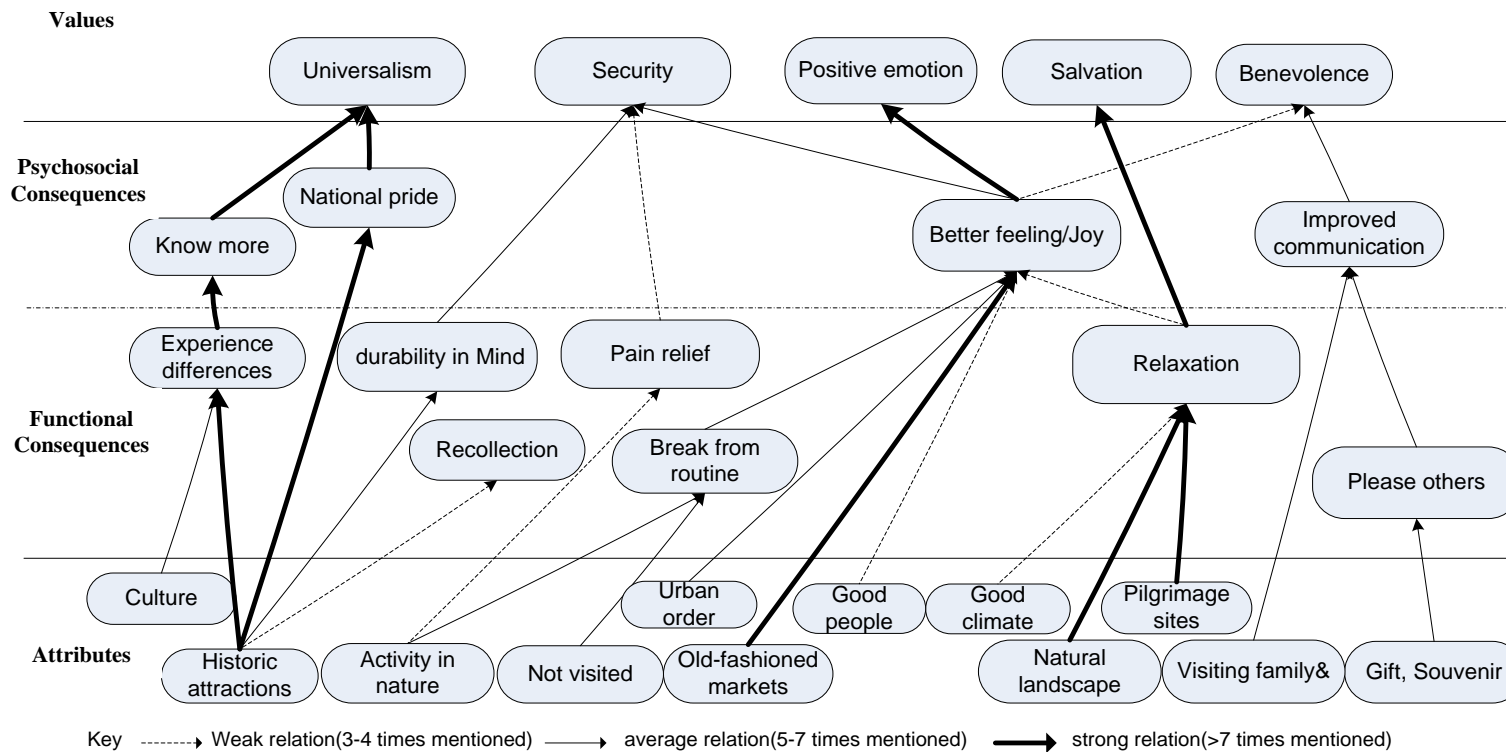 Values
Universalism
Security
Positive emotion
Salvation
Benevolence
Psychosocial
Consequences
National pride
Know more
Better feeling/Joy
Improved
communication
Experience
differences
durability in Mind
Pain relief
Relaxation
Functional
Consequences
Recollection
Break from
routine
Please others
Culture
Urban
order
Good
people
Good
climate
Pilgrimage
sites
Attributes
Historic
attractions
Activity in
nature
Not visited
Old-fashioned
markets
Natural
landscape
Visiting family&
Gift, Souvenir
Key Weak relation(3-4 times mentioned) average relation(5-7 times mentioned) strong relation(>7 times mentioned)